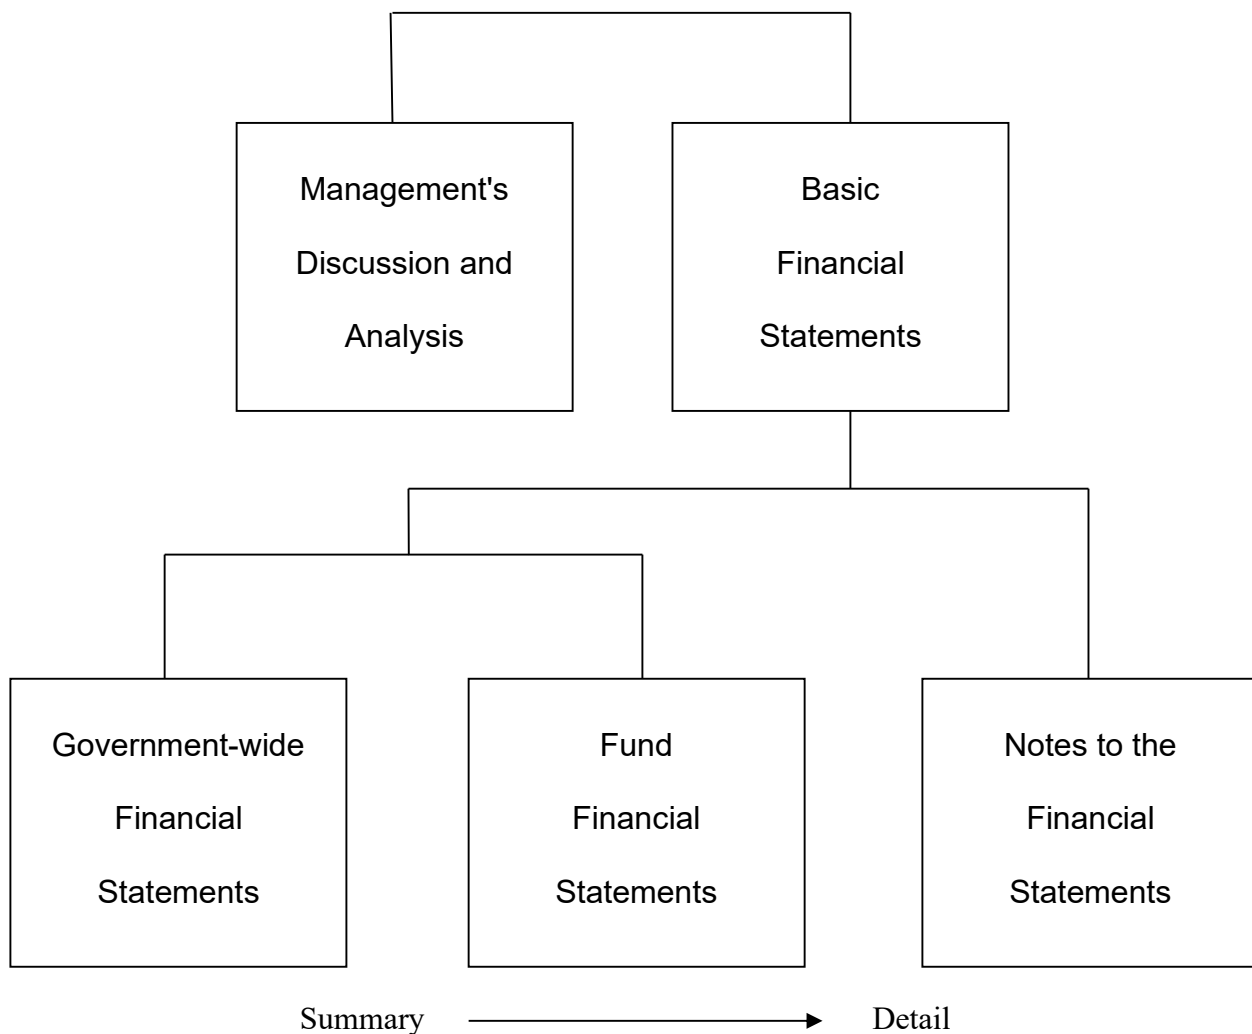 Management's
Discussion and
Analysis
Basic
Financial
Statements
Government-wide
Financial
Statements
Fund
Financial
Statements
Notes to the
Financial
Statements
Summary
Detail